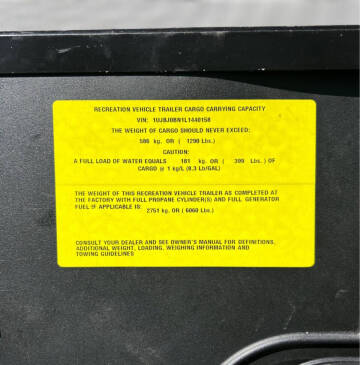 RECREATION VEHICLE TRAILER CARGO CARRYING CAPACITY
VIN: 1UJBJ0BN1L1440158
THE WEIGHT OF CARGO SHOULD NEVER EXCEED:
586 kg. OR ( 1290 Lbs.)
CAUTION:
A FULL LOAD OF WATER EQUALS 181 kg. OR ( 399 Lbs. ) OF
CARGO @ 1 kg/L (8.3 Lb/GAL)
THE WEIGHT OF THIS RECREATION VEHICLE TRAILER AS COMPLETED AT
THE FACTORY WITH FULL PROPANE CYLINDER(S) AND FULL GENERATOR
FUEL IF APPLICABLE IS:
2751 kg. OR ( 6060 Lbs.)
CONSULT YOUR DEALER AND SEE OWNER'S MANUAL FOR DEFINITIONS,
ADDITIONAL WEIGHT, LOADING, WEIGHING INFORMATION AND
TOWING GUIDELINES